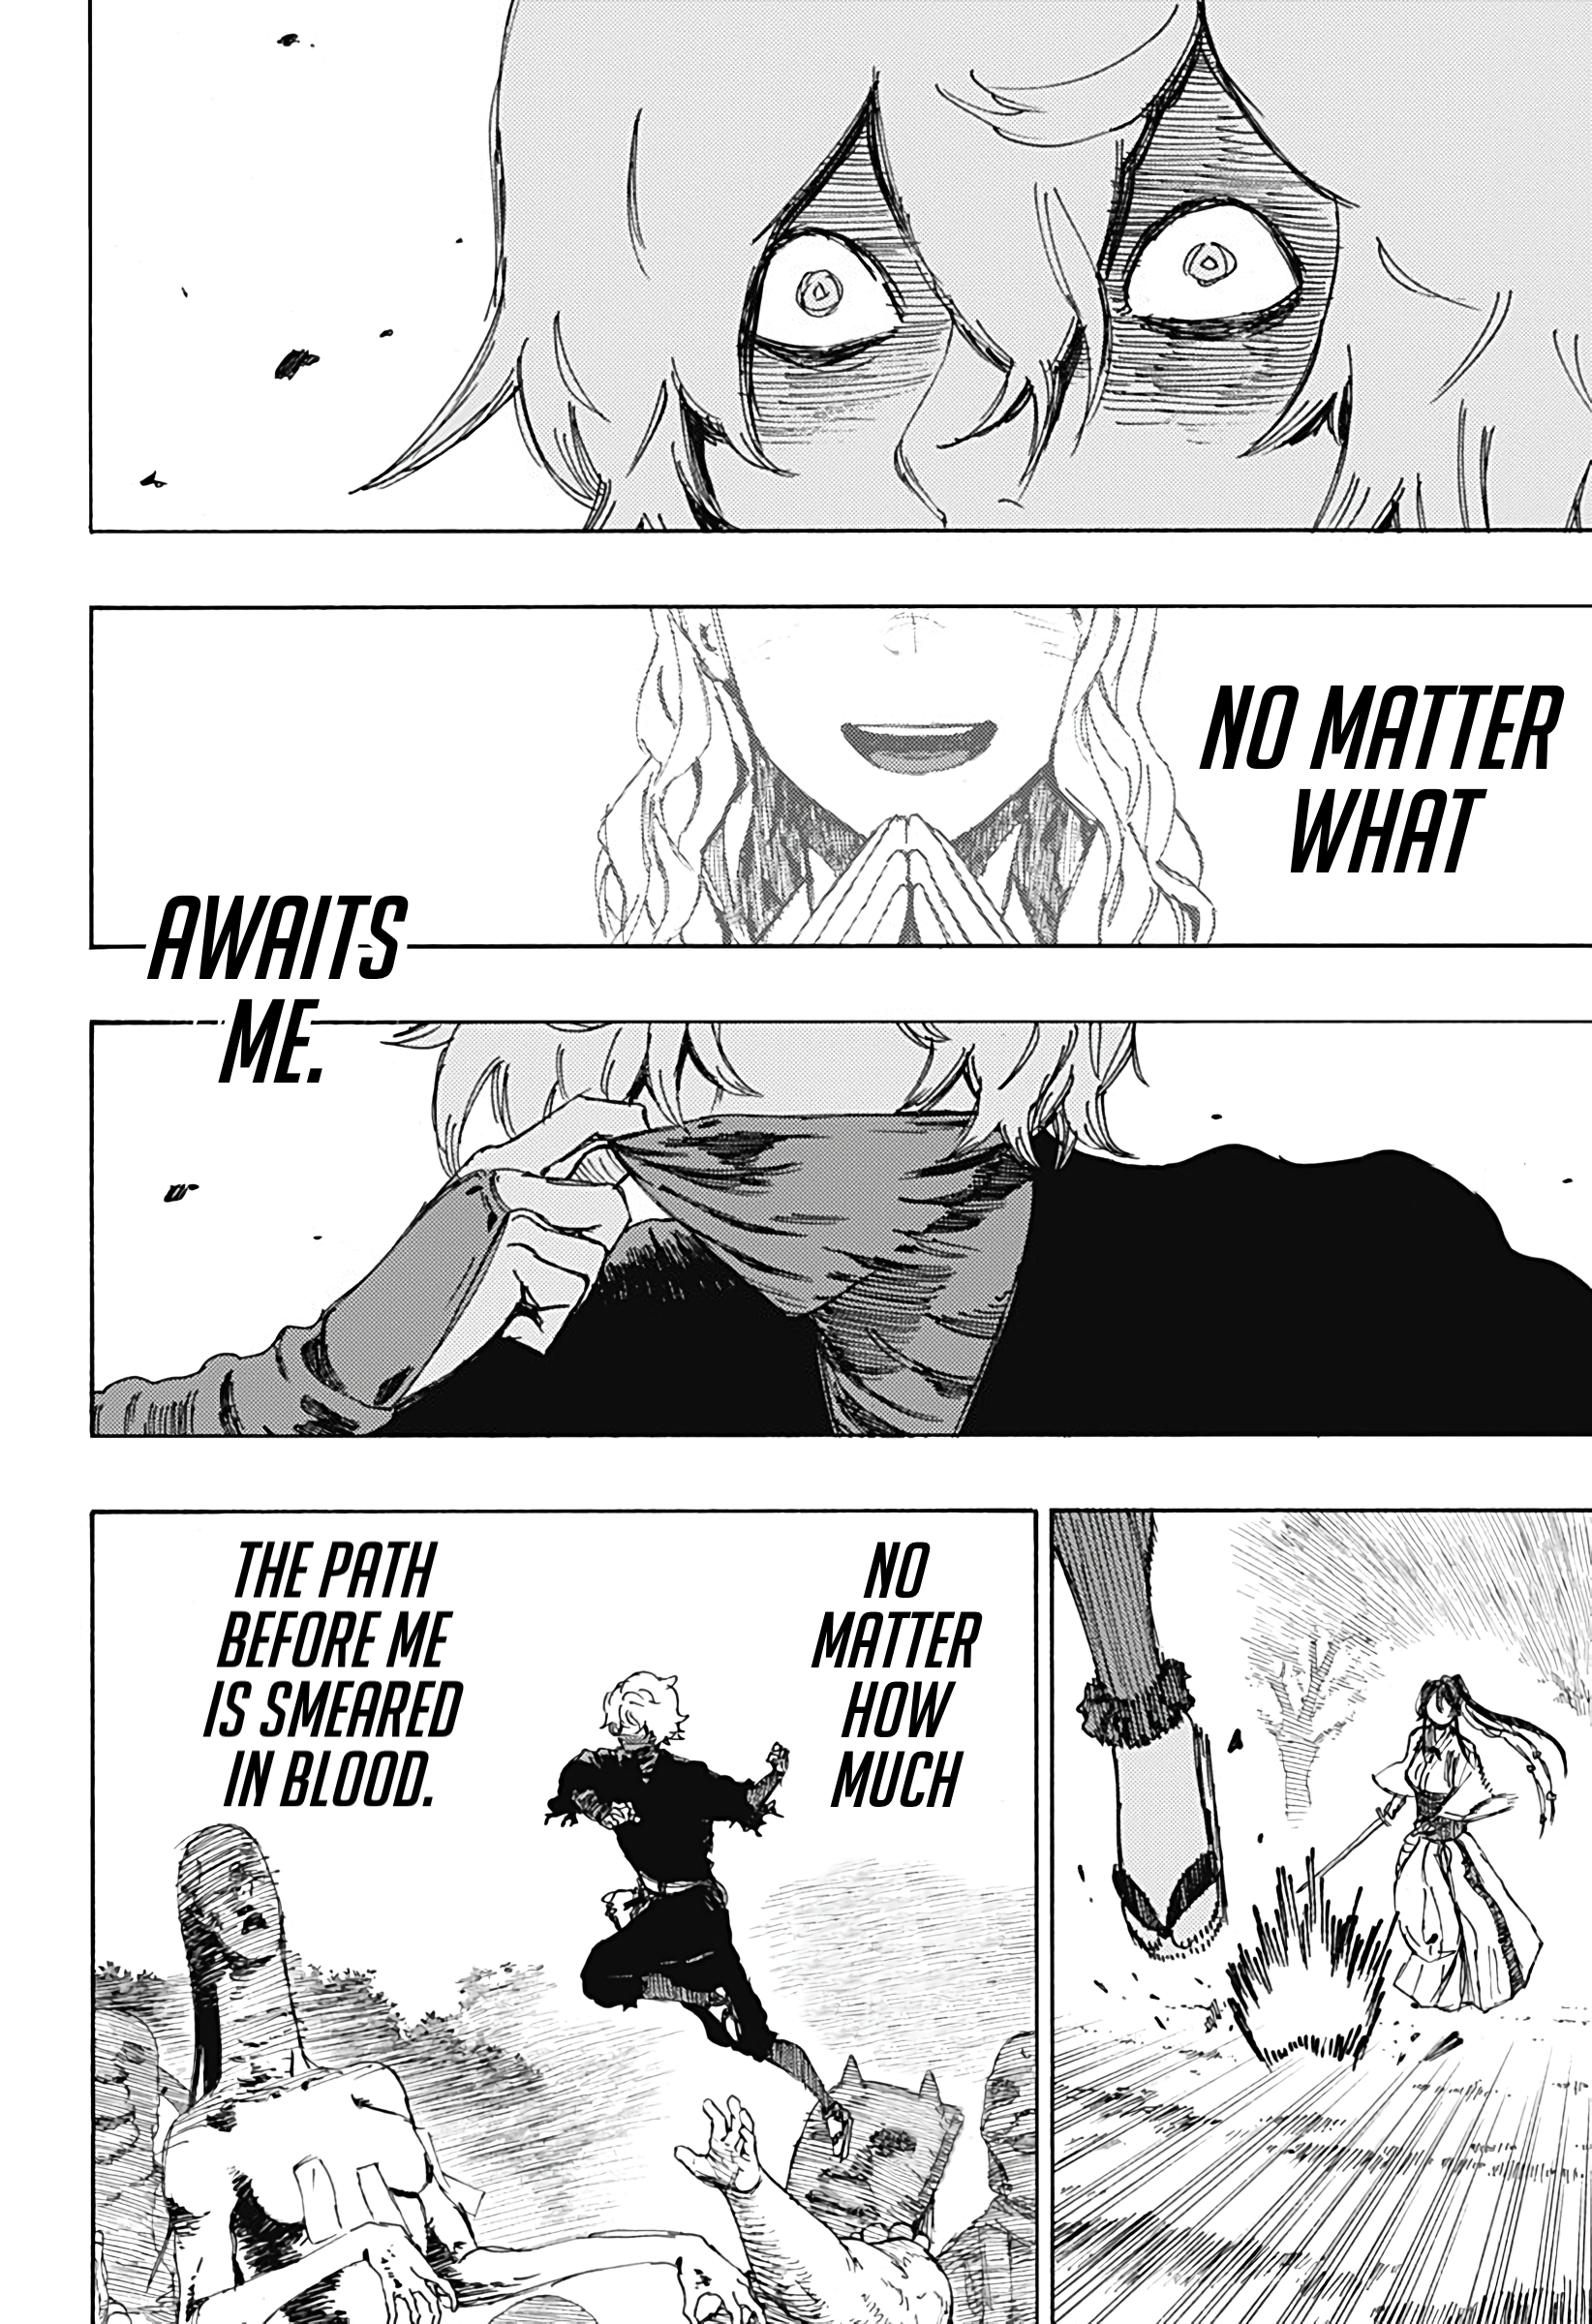 NO MATTER
WHAT
AWAITS
ME.
NO
MATTER
HOW
MUCH
THE PATH
BEFORE ME
IS SMEARED
IN BLOOD.